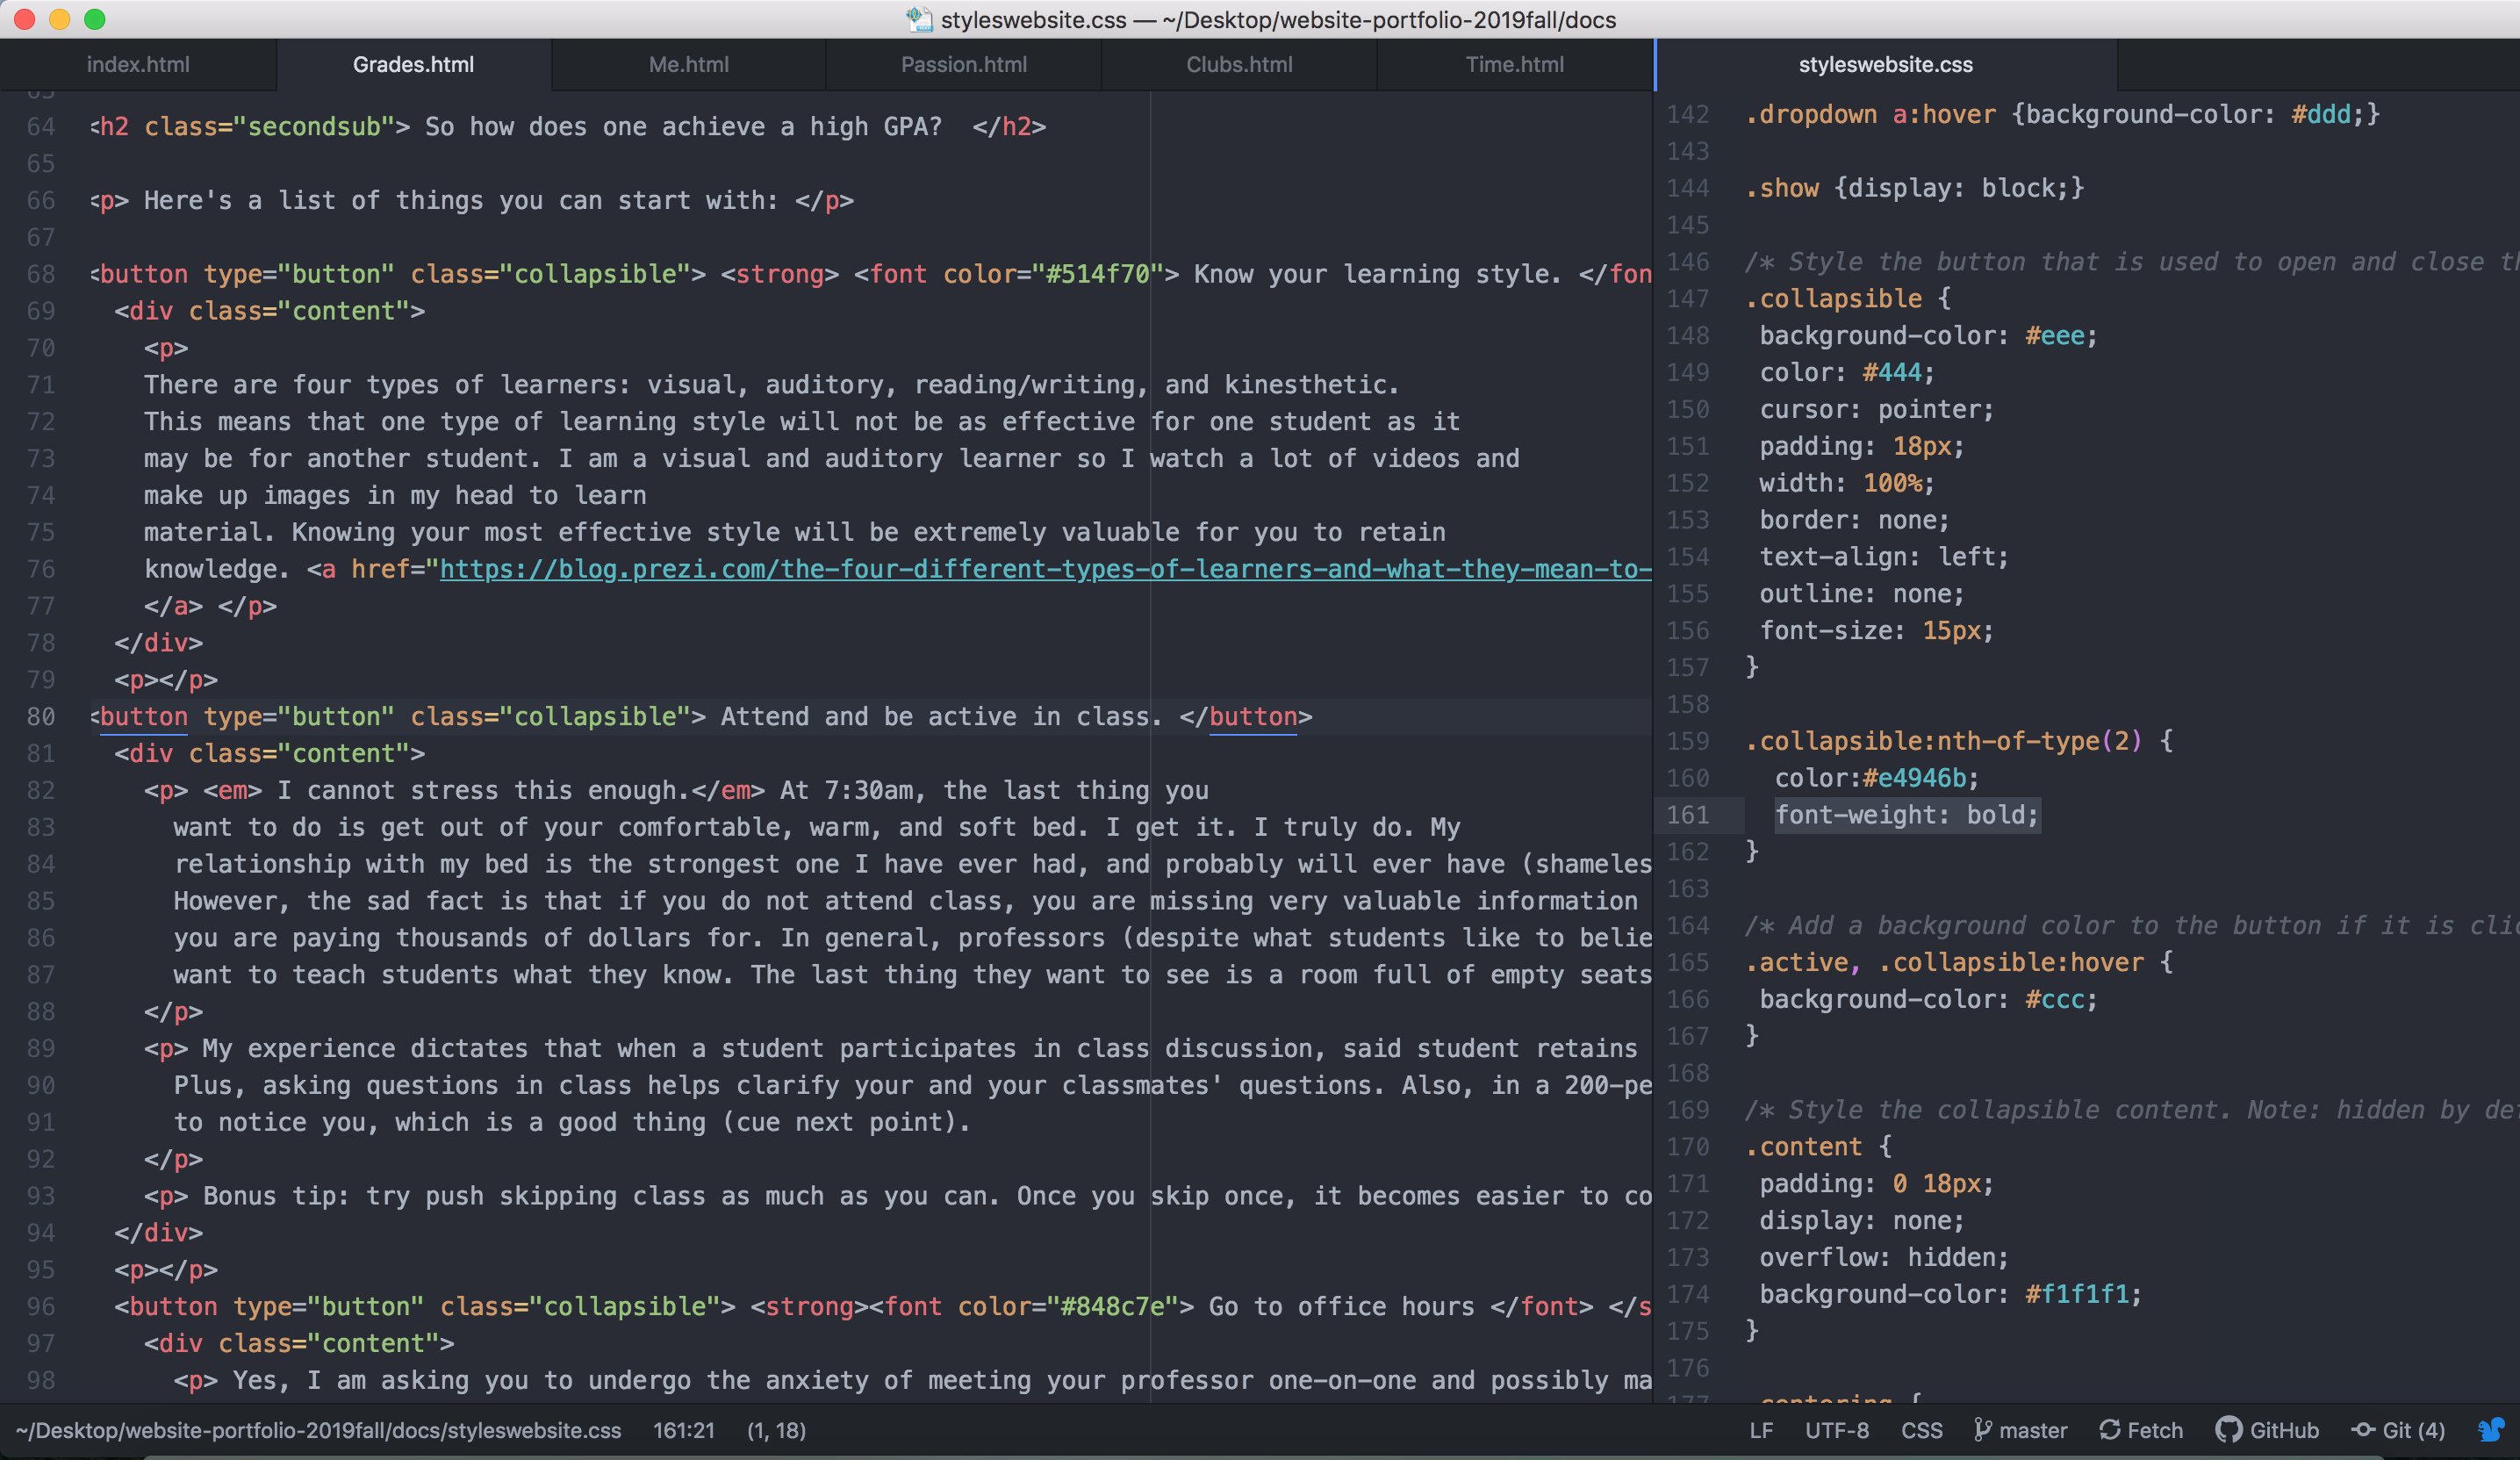 styleswebsite.css — ~/Desktop/website-portfolio-2019fall/docs
index.html
Grades.html
Me.html
Passion.html
Clubs.html
Time.html
64 <h2 class="secondsub"> So how does one achieve a high GPA?  </h2>
65
66 <p> Here's a list of things you can start with: </p>
67
68 <button type="button" class="collapsible"> <strong> <font color="#514f70"> Know your learning style. </fon
69   <div class="content">
70     <p>
71     There are four types of learners: visual, auditory, reading/writing, and kinesthetic.
72     This means that one type of learning style will not be as effective for one student as it
73     may be for another student. I am a visual and auditory learner so I watch a lot of videos and
74     make up images in my head to learn
75     material. Knowing your most effective style will be extremely valuable for you to retain
76     knowledge. <a href="https://blog.prezi.com/the-four-different-types-of-learners-and-what-they-mean-to-
77     </a> </p>
78   </div>
79   <p></p>
80 <button type="button" class="collapsible"> Attend and be active in class. </button>
81   <div class="content">
82     <p> <em> I cannot stress this enough.</em> At 7:30am, the last thing you
83       want to do is get out of your comfortable, warm, and soft bed. I get it. I truly do. My
84       relationship with my bed is the strongest one I have ever had, and probably will ever have (shameles
85       However, the sad fact is that if you do not attend class, you are missing very valuable information
86       you are paying thousands of dollars for. In general, professors (despite what students like to belie
87       want to teach students what they know. The last thing they want to see is a room full of empty seats
88     </p>
89     <p> My experience dictates that when a student participates in class discussion, said student retains
90       Plus, asking questions in class helps clarify your and your classmates' questions. Also, in a 200-pe
91       to notice you, which is a good thing (cue next point).
92     </p>
93     <p> Bonus tip: try push skipping class as much as you can. Once you skip once, it becomes easier to co
94   </div>
95   <p></p>
96   <button type="button" class="collapsible"> <strong><font color="#848c7e"> Go to office hours </font> </s
97     <div class="content">
98       <p> Yes, I am asking you to undergo the anxiety of meeting your professor one-on-one and possibly ma
styleswebsite.css
142 .dropdown a:hover {background-color: #ddd;}
143
144 .show {display: block;}
145
146 /* Style the button that is used to open and close th
147 .collapsible {
148  background-color: #eee;
149  color: #444;
150  cursor: pointer;
151  padding: 18px;
152  width: 100%;
153  border: none;
154  text-align: left;
155  outline: none;
156  font-size: 15px;
157 }
158
159 .collapsible:nth-of-type(2) {
160   color:#e4946b;
161   font-weight: bold;
162 }
163
164 /* Add a background color to the button if it is clic
165 .active, .collapsible:hover {
166  background-color: #ccc;
167 }
168
169 /* Style the collapsible content. Note: hidden by de
170 .content {
171  padding: 0 18px;
172  display: none;
173  overflow: hidden;
174  background-color: #f1f1f1;
175 }
176
~/Desktop/website-portfolio-2019fall/docs/styleswebsite.css 161:21 (1, 18)
LF UTF-8 CSS master Fetch GitHub Git (4)